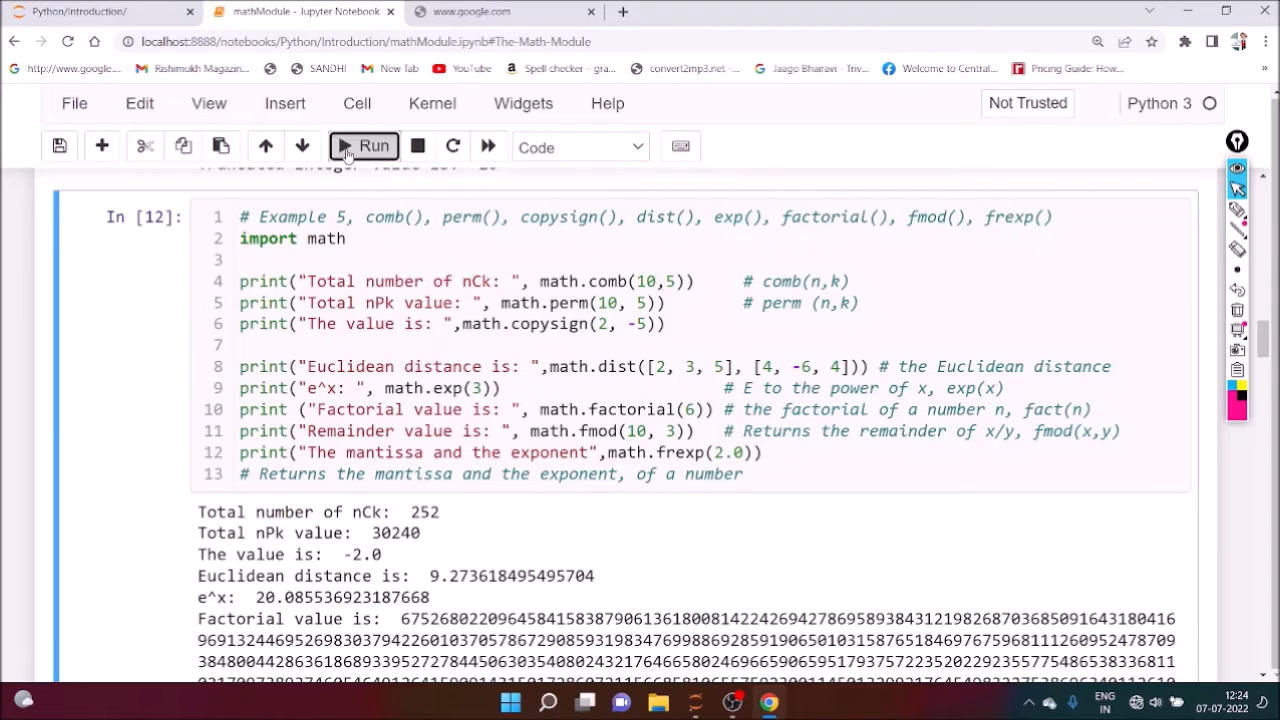 Python/Introduction/
mathModule - Jupyter Notebook
www.google.com
localhost:8888/notebooks/Python/Introduction/mathModule.ipynb#The-Math-Module
http://www.google....
Rishimukh Magazin...
SANDHI
New Tab
YouTube
Spell checker – gra...
convert2mp3.net –...
Jaago Bhairavi - Triv...
Welcome to Central...
Pricing Guide: How...
»
File Edit View Insert Cell Kernel Widgets Help
Not Trusted
Python 3
Run
Code
In [12]:
1 # Example 5, comb(), perm(), copysign(), dist(), exp(), factorial(), fmod(), frexp()
2 import math
3
4 print("Total number of nCk: ", math.comb(10,5)) # comb(n,k)
5 print("Total nPk value: ", math.perm(10, 5)) # perm (n,k)
6 print("The value is: ",math.copysign(2, -5))
7
8 print("Euclidean distance is: ",math.dist([2, 3, 5], [4, -6, 4])) # the Euclidean distance
9 print("e^x: ", math.exp(3)) # E to the power of x, exp(x)
10 print ("Factorial value is: ", math.factorial(6)) # the factorial of a number n, fact(n)
11 print("Remainder value is: ", math.fmod(10, 3)) # Returns the remainder of x/y, fmod(x,y)
12 print("The mantissa and the exponent",math.frexp(2.0))
13 # Returns the mantissa and the exponent, of a number
Total number of nCk:  252
Total nPk value:  30240
The value is:  -2.0
Euclidean distance is:  9.273618495495704
e^x:  20.085536923187668
Factorial value is:  67526802209645841583879061361800814224269427869589384312198268703685091643180416
96913244695269830379422601037057867290859319834769988692859190650103158765184697675968111260952478709
38480044286361868933952727844506303540802432176466580246966590659517937572235202292355775486538336811
ENG
IN
12:24
07-07-2022